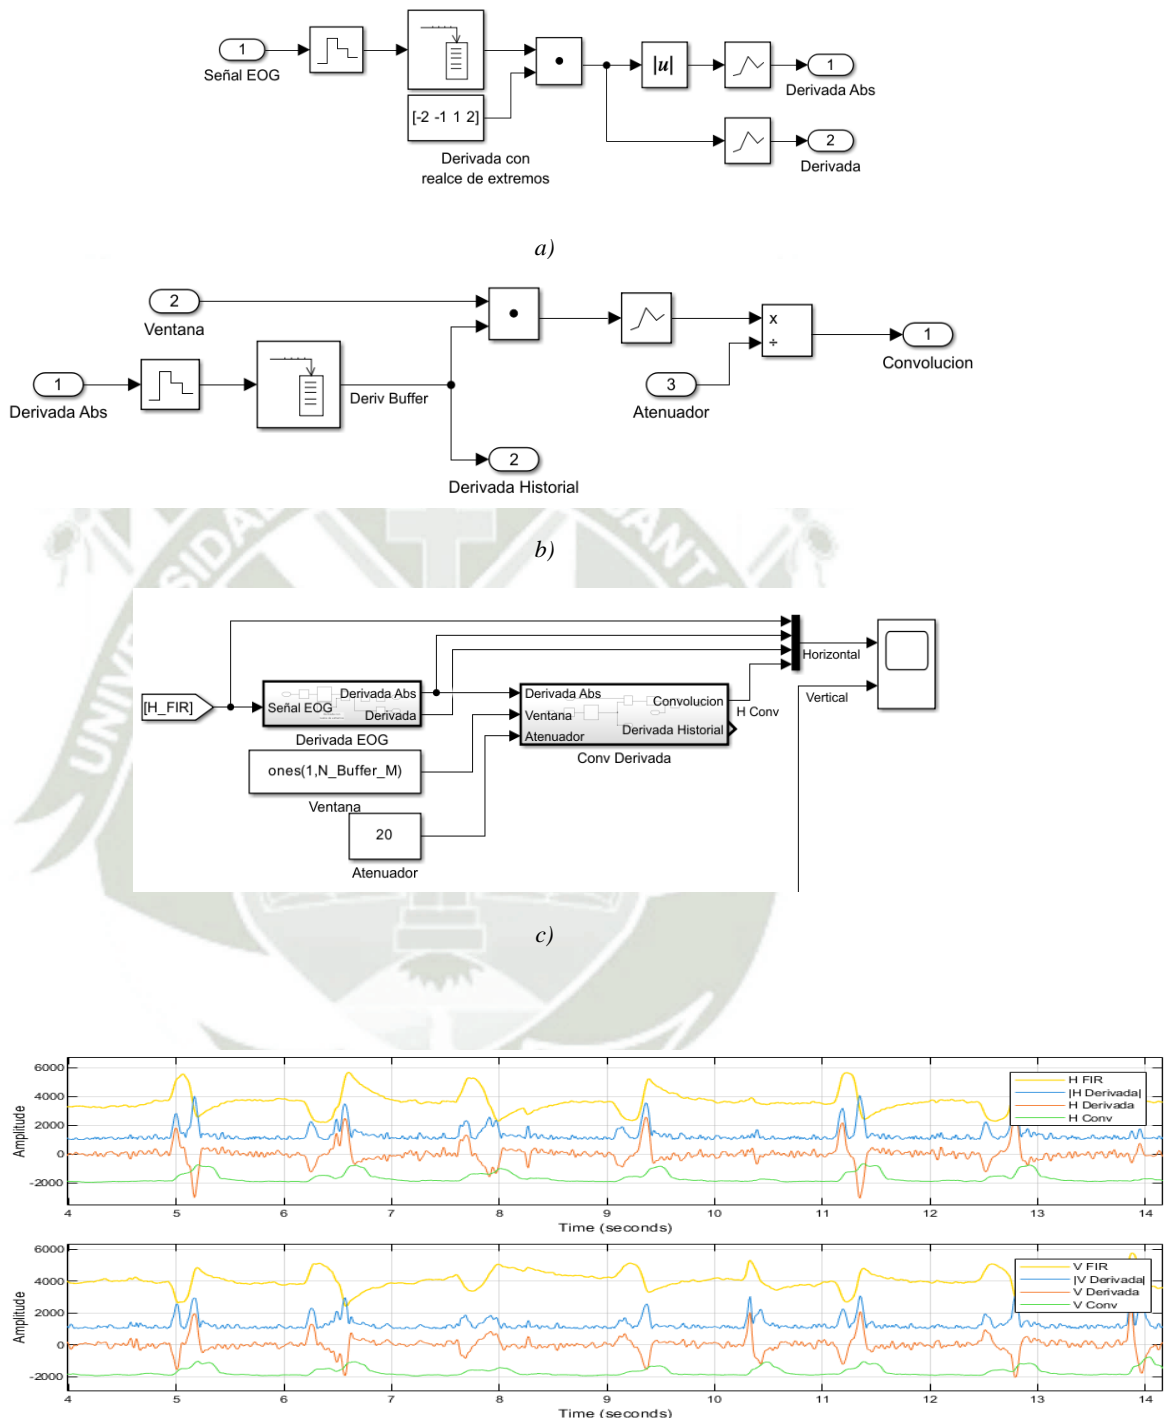 1
Señal EOG
[-2 -1 1 2]
Derivada con
realce de extremos
|u|
1
Derivada Abs
2
Derivada
a)
2
Ventana
1
Derivada Abs
Deriv Buffer
2
Derivada Historial
3
Atenuador
x
÷
1
Convolucion
b)
[H_FIR]
Señal EOG
Derivada Abs
Derivada
Derivada EOG
ones(1,N_Buffer_M)
Ventana
20
Atenuador
Derivada Abs
Ventana
Atenuador
Convolucion
Derivada Historial
Conv Derivada
H Conv
Horizontal
Vertical
c)
6000
4000
2000
0
-2000
Amplitude
4 5 6 7 8 9 10 11 12 13 14
Time (seconds)
H FIR
|H Derivada|
H Derivada
H Conv
6000
4000
2000
0
-2000
Amplitude
4 5 6 7 8 9 10 11 12 13 14
Time (seconds)
V FIR
|V Derivada|
V Derivada
V Conv